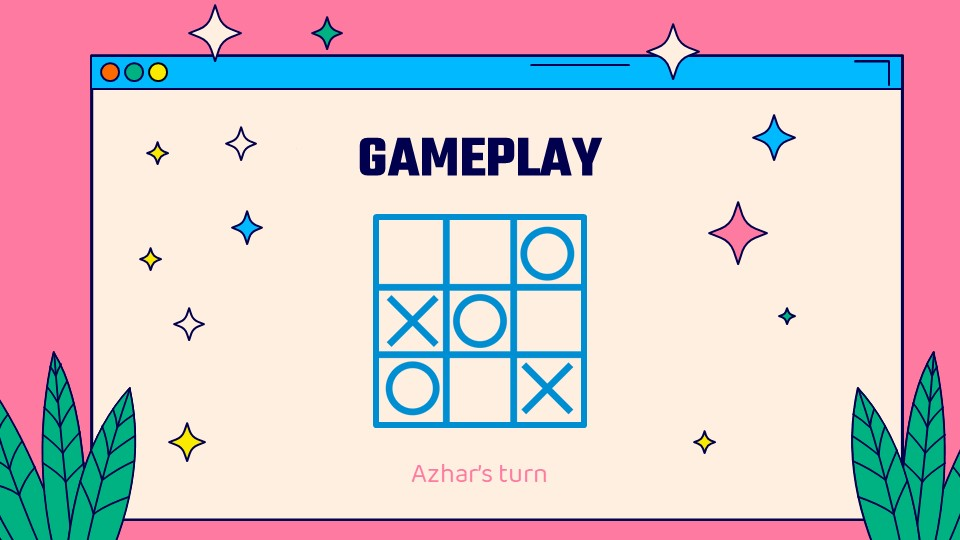 GAMEPLAY
O
X O
O X
Azhar's turn